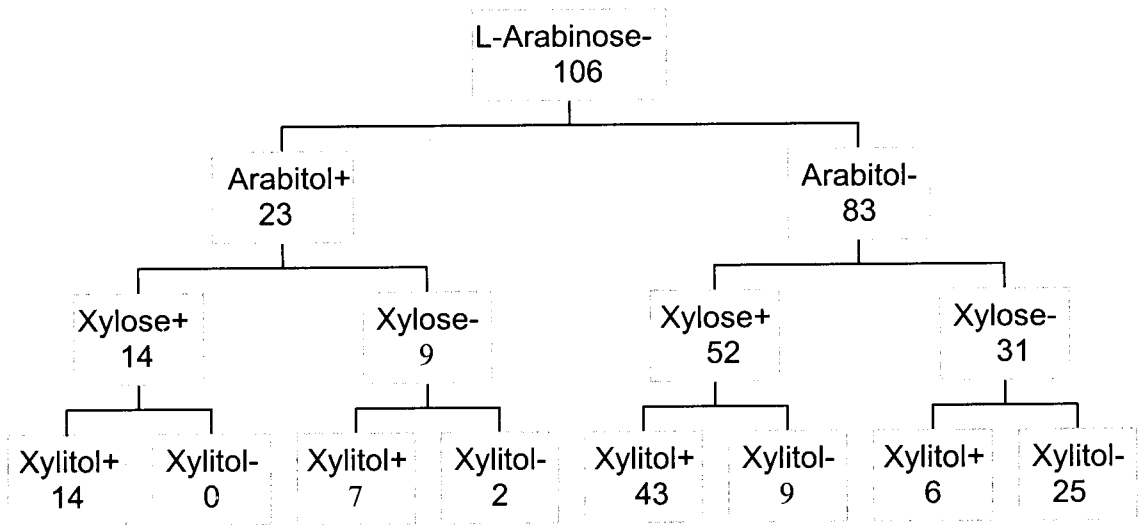 L-Arabinose-
106
Arabitol+
23
Arabitol-
83
Xylose+
14
Xylose-
9
Xylose+
52
Xylose-
31
Xylitol+
14
Xylitol-
0
Xylitol+
7
Xylitol-
2
Xylitol+
43
Xylitol-
9
Xylitol+
6
Xylitol-
25